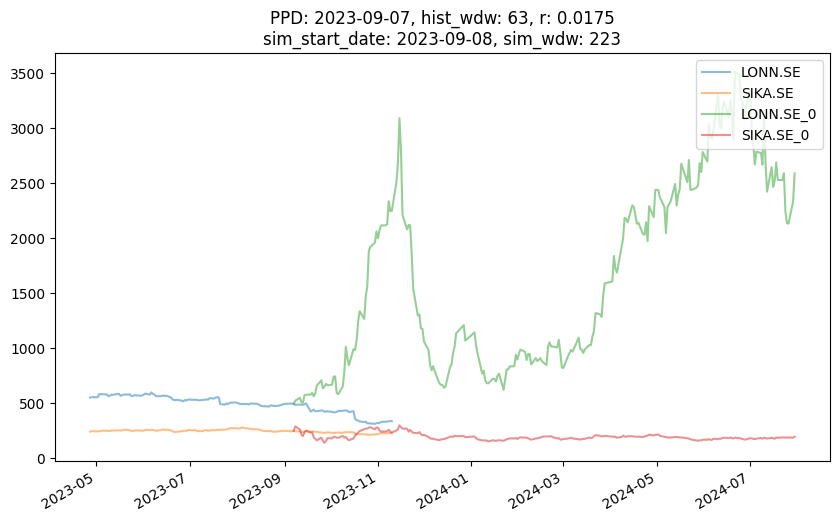 PPD: 2023-09-07, hist_wdw: 63, r: 0.0175
sim_start_date: 2023-09-08, sim_wdw: 223
3500
3000
2500
2000
1500
1000
500
0
LONN.SE
SIKA.SE
LONN.SE_0
SIKA.SE_0
2023-05
2023-07
2023-09
2023-11
2024-01
2024-03
2024-05
2024-07